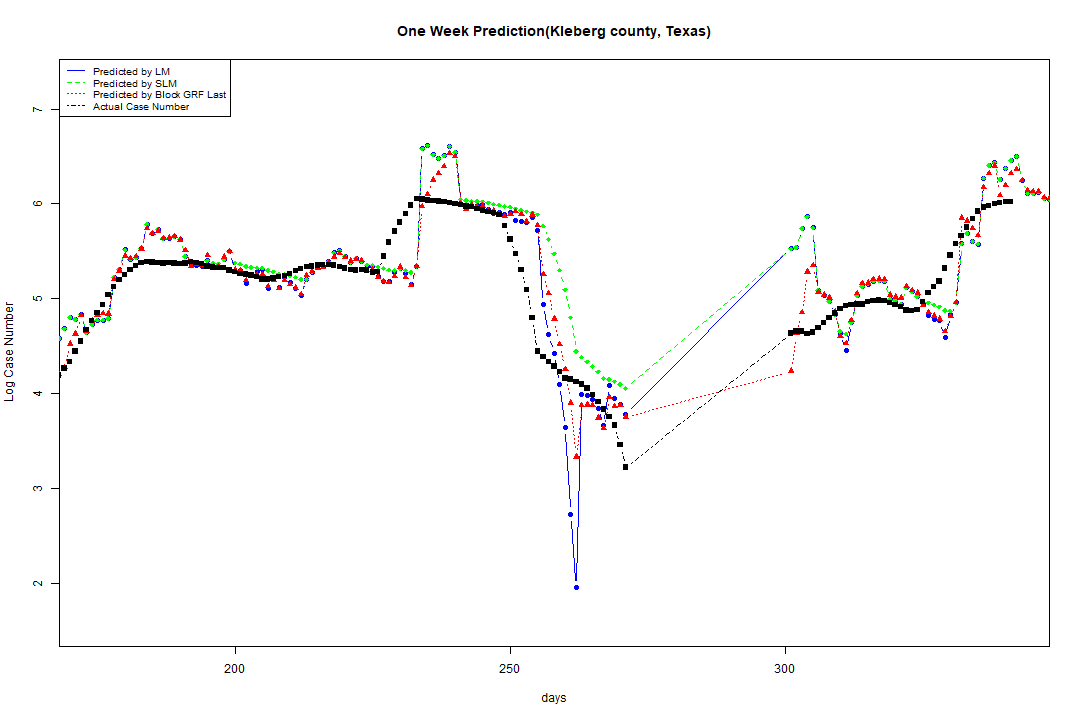 One Week Prediction(Kleberg county, Texas)
Predicted by LM
Predicted by SLM
Predicted by Block GRF Last
Actual Case Number
7
6
5
4
3
2
Log Case Number
200
250
300
days